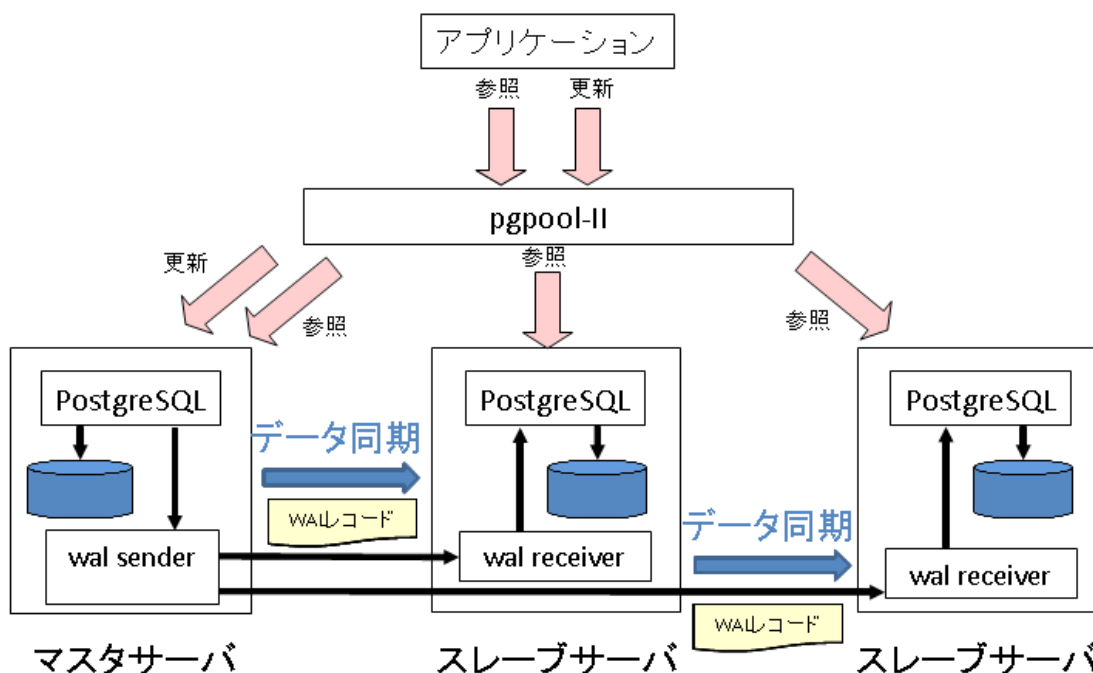 アプリケーション
参照
更新
pgpool-II
更新
参照
参照
参照
PostgreSQL
PostgreSQL
PostgreSQL
データ同期
WALレコード
データ同期
wal sender
wal receiver
wal receiver
WALレコード
マスタサーバ
スレーブサーバ
スレーブサーバ